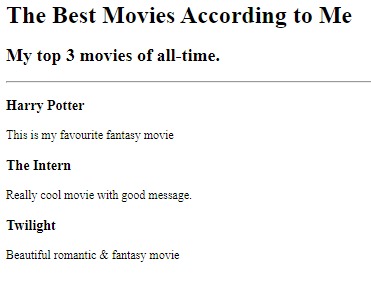 The Best Movies According to Me
My top 3 movies of all-time.
Harry Potter
This is my favourite fantasy movie
The Intern
Really cool movie with good message.
Twilight
Beautiful romantic & fantasy movie